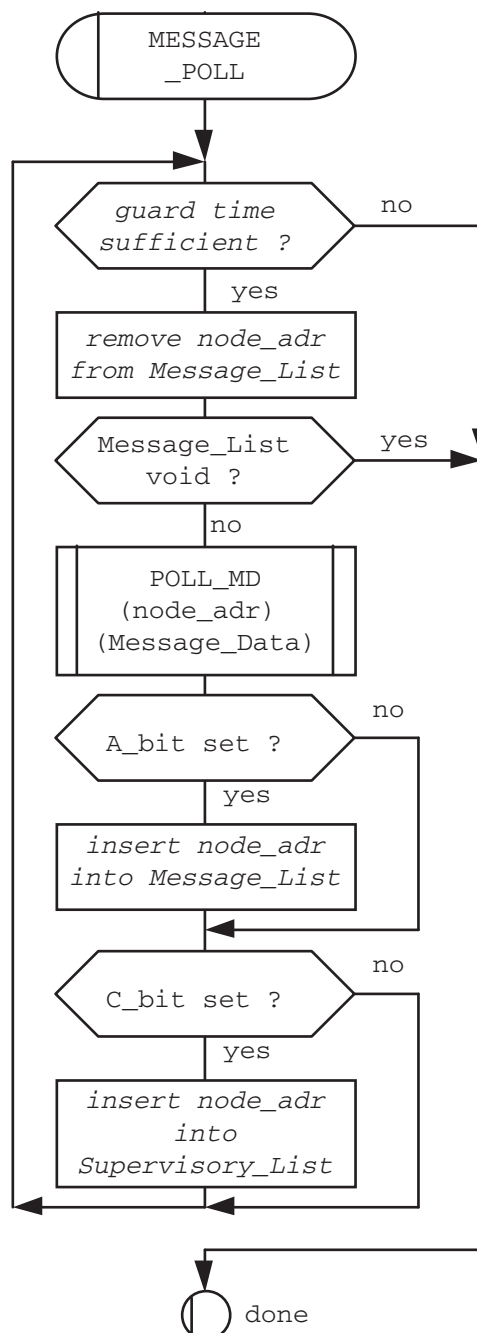 MESSAGE
_POLL
guard time
sufficient ?
no
yes
remove node_adr
from Message_List
Message_List
void ?
yes
no
POLL_MD
(node_adr)
(Message_Data)
A_bit set ?
no
yes
insert node_adr
into Message_List
C_bit set ?
no
yes
insert node_adr
into
Supervisory_List
done